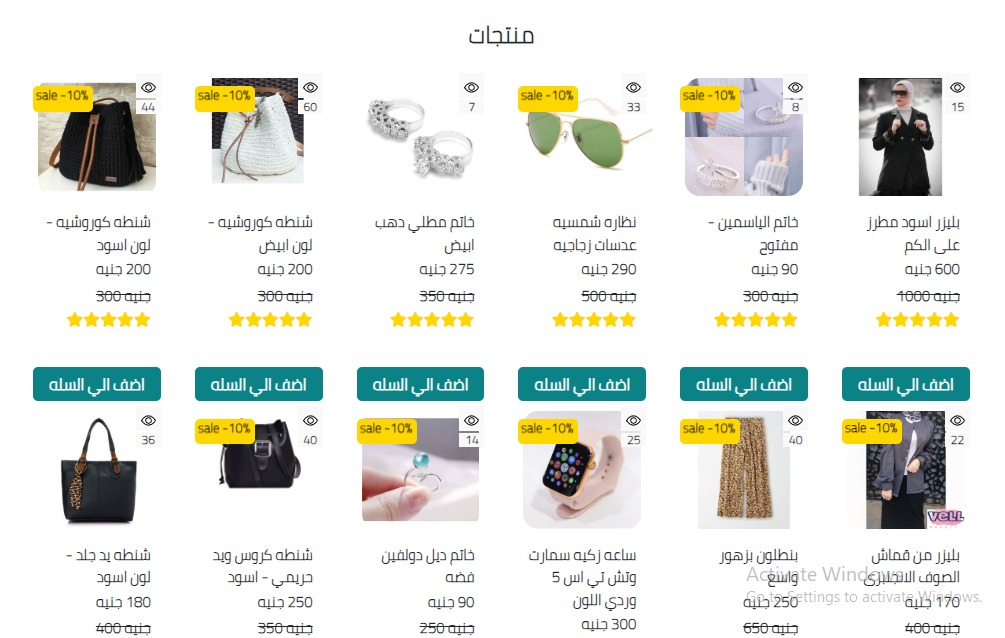 منتجات
15
8
sale -10%
33
sale -10%
7
60
sale -10%
44
sale -10%
بليزر اسود مطرز
على الكم
600 جنيه
جنيه 1000
خاتم الياسمين -
مفتوح
90 جنيه
جنيه 300
نظاره شمسيه
عدسات زجاجيه
290 جنيه
جنيه 500
خاتم مطلي دهب
ابيض
275 جنيه
جنيه 350
شنطه كوروشيه -
لون ابيض
200 جنيه
جنيه 300
شنطه كوروشيه -
لون اسود
200 جنيه
جنيه 300
اضف الي السله
اضف الي السله
اضف الي السله
اضف الي السله
اضف الي السله
اضف الي السله
22
sale -10%
VELL
40
sale -10%
25
14
sale -10%
40
sale -10%
36
بليزر من قماش
الصوف الانجليزى
170 جنيه
جنيه 400
بنطلون بزهور
واسع
250 جنيه
جنيه 650
ساعه زكيه سمارت
وتش تي اس 5
وردي اللون
300 جنيه
خاتم ديل دولفين
فضه
90 جنيه
جنيه 250
شنطه كروس ويد
حريمي - اسود
250 جنيه
جنيه 350
شنطه يد جلد -
لون اسود
180 جنيه
جنيه 400
Activate Windows
Go to Settings to activate Windows.